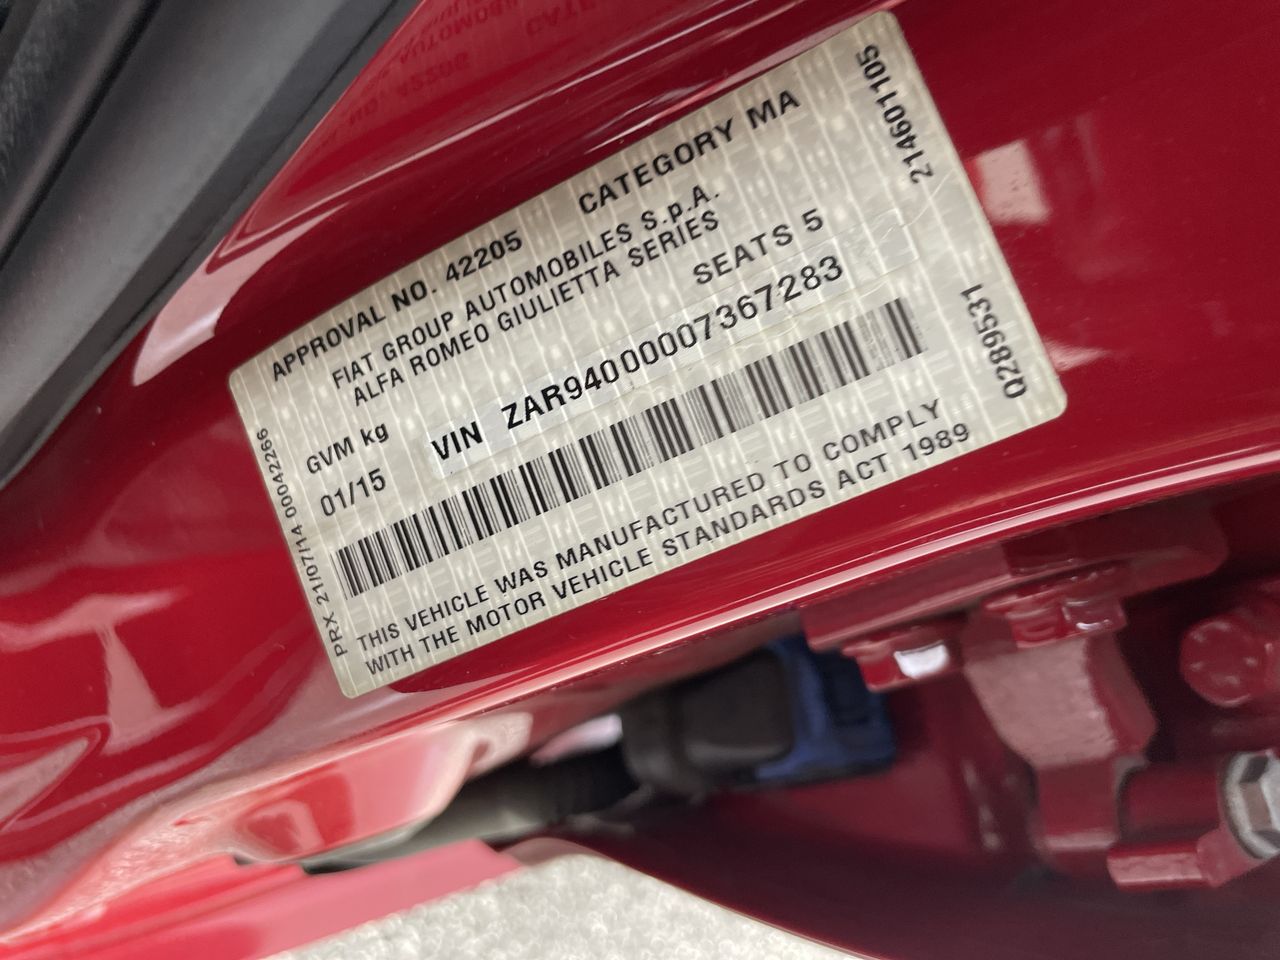 APPROVAL NO. 42205 CATEGORY MA
FIAT GROUP AUTOMOBILES S.p.A.
ALFA ROMEO GIULIETTA SERIES
GVM kg SEATS 5
01/15 VIN ZAR94000007367283
THIS VEHICLE WAS MANUFACTURED TO COMPLY
WITH THE MOTOR VEHICLE STANDARDS ACT 1989
PRX 21/07/14 00042266
214601105
Q289531